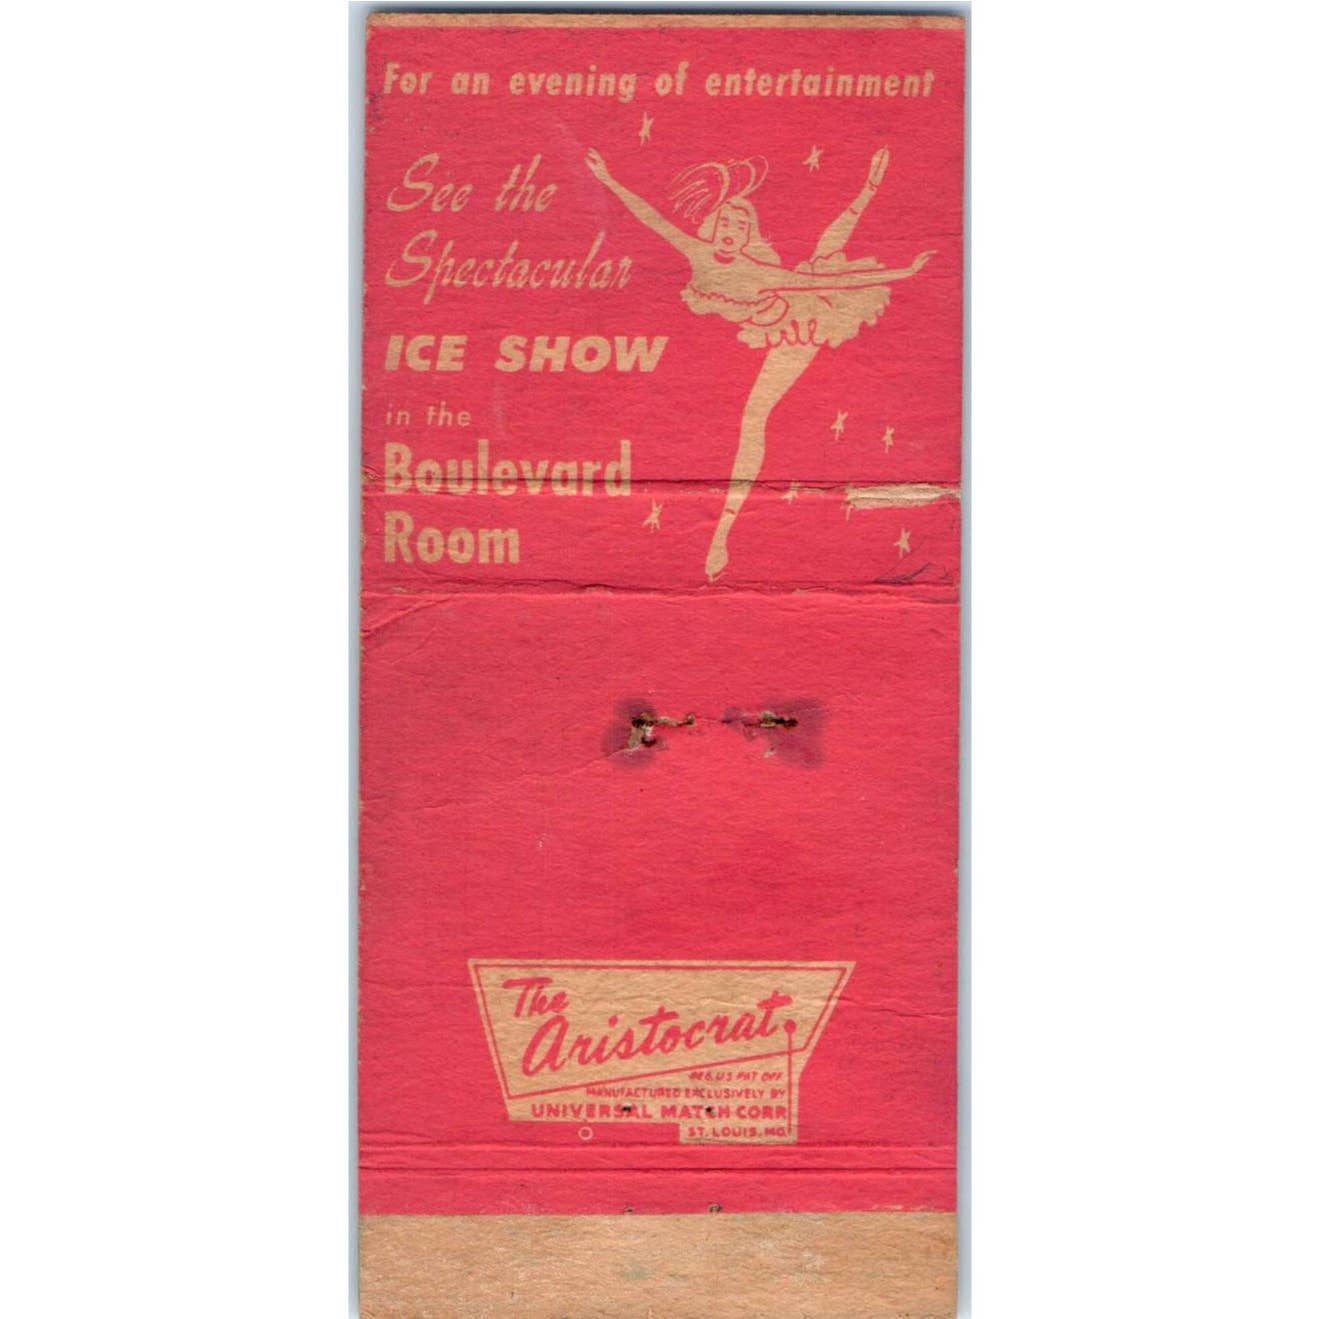 For an evening of entertainment
See the
Spectacular
ICE SHOW
in the
Boulevard
Room
The
Aristocrat
REG. US PAT OFF.
MANUFACTURED EXCLUSIVELY BY
UNIVERSAL MATCH CORP
ST. LOUIS, MO.